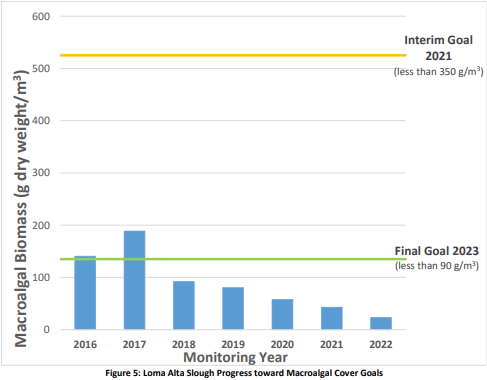 600
500
400
300
200
100
0
Macroalgal Biomass (g dry weight/m³)
Interim Goal
2021
(less than 350 g/m³)
Final Goal 2023
(less than 90 g/m³)
2016 2017 2018 2019 2020 2021 2022
Monitoring Year
Figure 5: Loma Alta Slough Progress toward Macroalgal Cover Goals